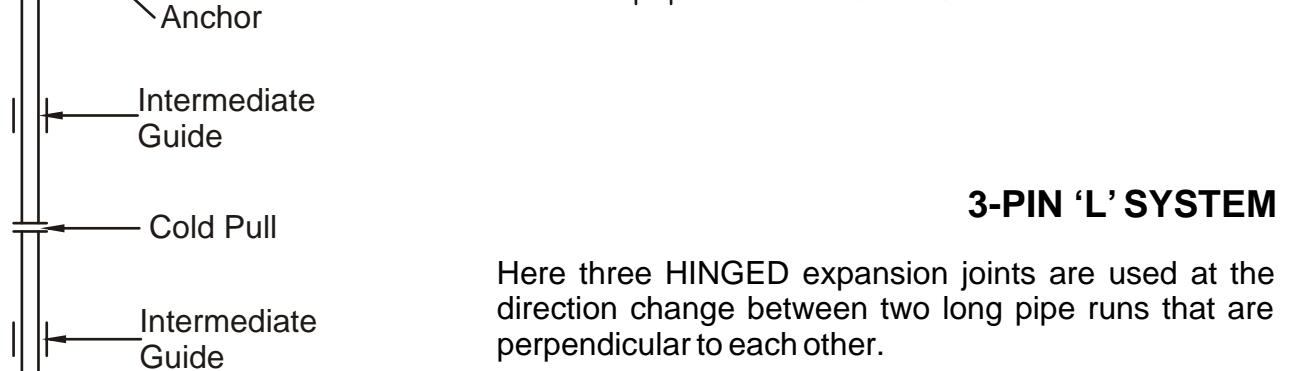 Anchor
Intermediate
Guide
Cold Pull
Intermediate
Guide
3-PIN ‘L’ SYSTEM
Here three HINGED expansion joints are used at the
direction change between two long pipe runs that are
perpendicular to each other.